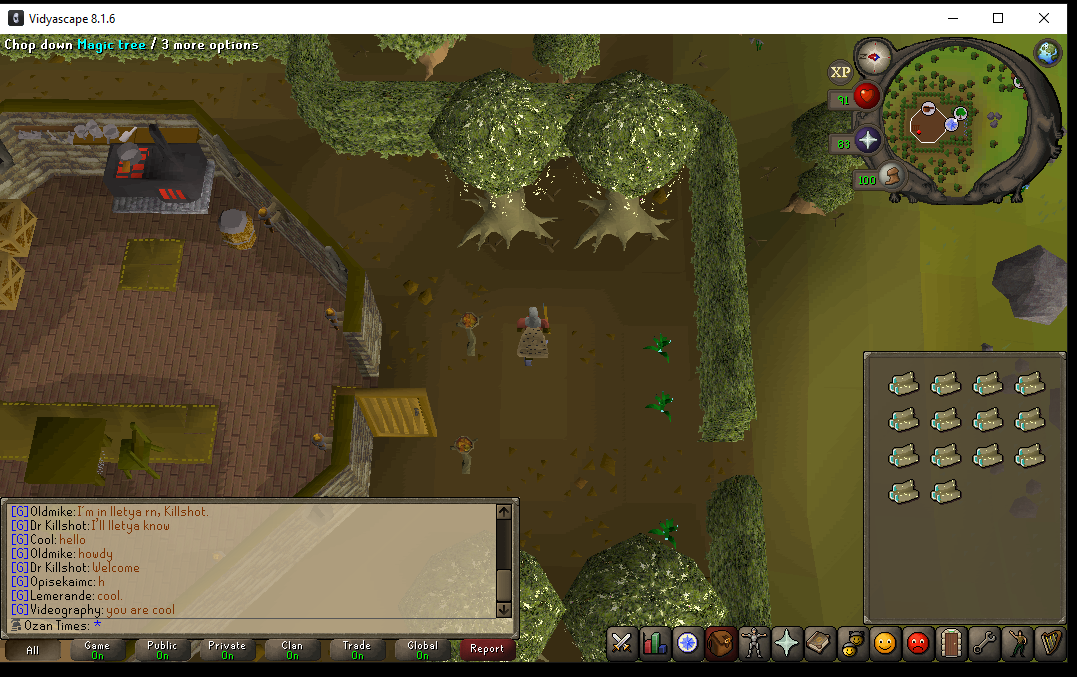 Vidyascape 8.1.6
Chop down Magic tree / 3 more options
XP
91
63
100
[G]Oldmike: I'm in lletya rn, Killshot.
[G]Dr Killshot: I'll lletya know
[G]Cool: hello
[G]Oldmike: howdy
[G]Dr Killshot: Welcome
[G]Opisekaimc: h
[G]Lemerande: cool.
[G]Videography: you are cool
Ozan Times: *
All
Game
On
Public
On
Private
On
Clan
On
Trade
On
Global
On
Report